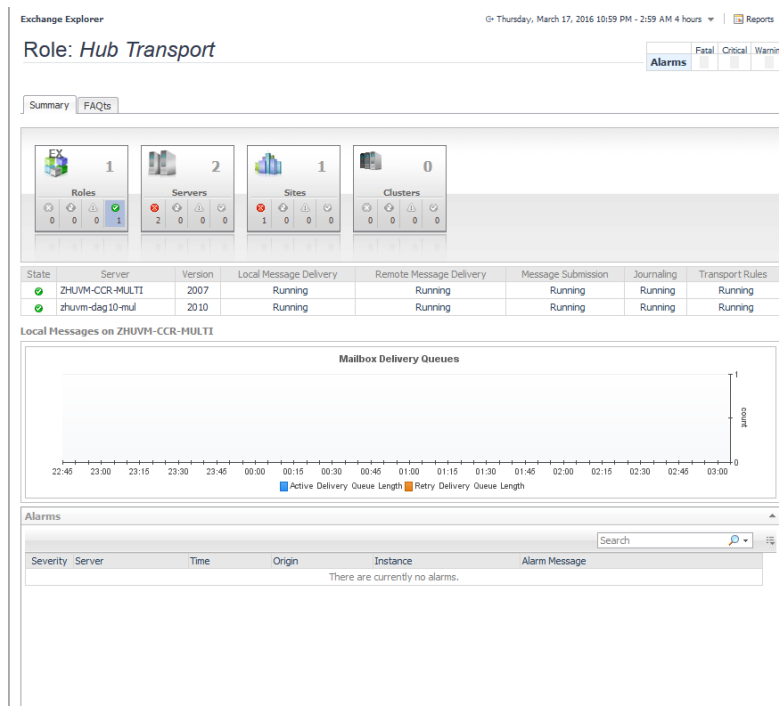 Exchange Explorer
Thursday, March 17, 2016 10:59 PM - 2:59 AM 4 hours
Reports
Role: Hub Transport
Fatal Critical Warnin
Alarms
Summary FAQts
EX
1 2 1 0
Roles Servers Sites Clusters
0 0 0 1 2 0 0 0 1 0 0 0 0 0 0 0
State Server Version Local Message Delivery Remote Message Delivery Message Submission Journaling Transport Rules
ZHUVM-CCR-MULTI 2007 Running Running Running Running Running
zhuvm-dag10-mul 2010 Running Running Running Running Running
Local Messages on ZHUVM-CCR-MULTI
Mailbox Delivery Queues
1
count
0
22:45 23:00 23:15 23:30 23:45 00:00 00:15 00:30 00:45 01:00 01:15 01:30 01:45 02:00 02:15 02:30 02:45 03:00
Active Delivery Queue Length Retry Delivery Queue Length
Alarms
Search
Severity Server Time Origin Instance Alarm Message
There are currently no alarms.